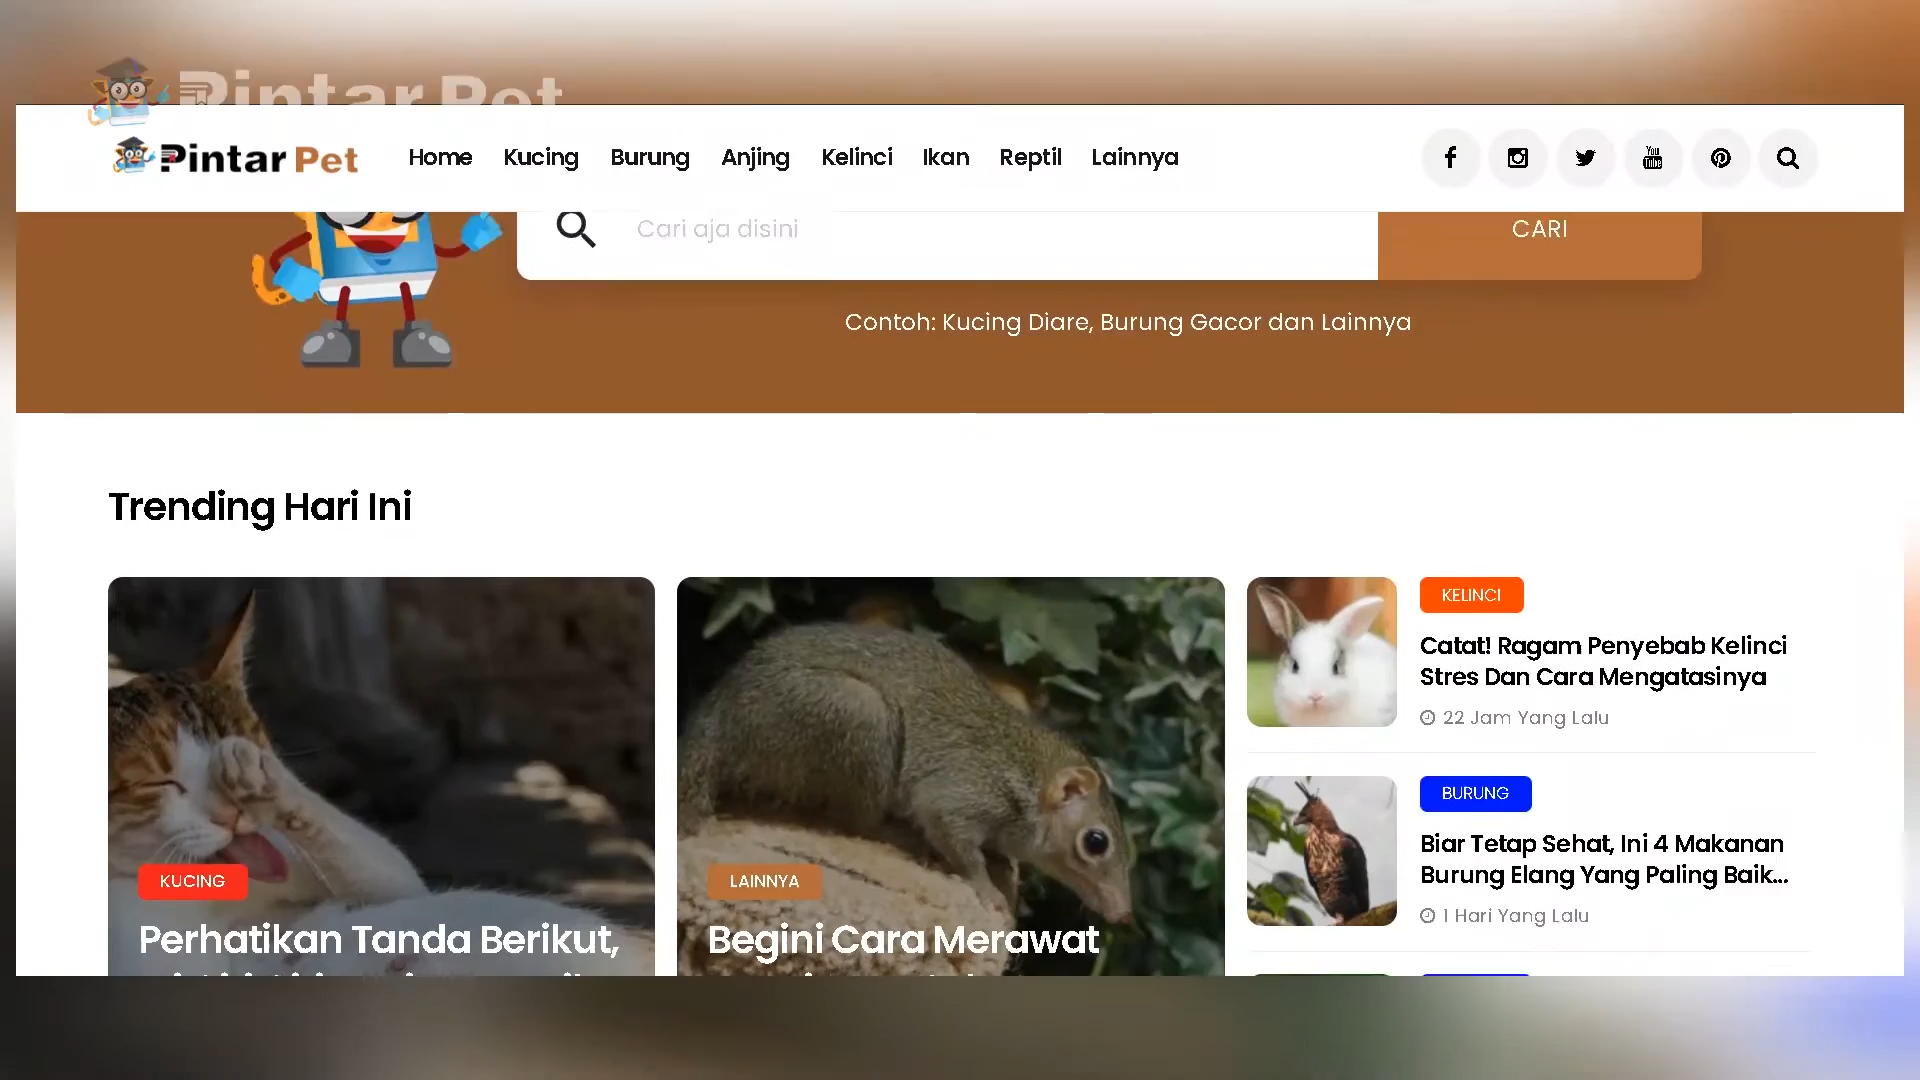 Pintar Pet
Pintar Pet
Home Kucing Burung Anjing Kelinci Ikan Reptil Lainnya
You
Cari aja disini
CARI
Contoh: Kucing Diare, Burung Gacor dan Lainnya
Trending Hari Ini
KUCING
Perhatikan Tanda Berikut,
LAINNYA
Begini Cara Merawat
KELINCI
Catat! Ragam Penyebab Kelinci
Stres Dan Cara Mengatasinya
22 Jam Yang Lalu
BURUNG
Biar Tetap Sehat, Ini 4 Makanan
Burung Elang Yang Paling Baik...
1 Hari Yang Lalu